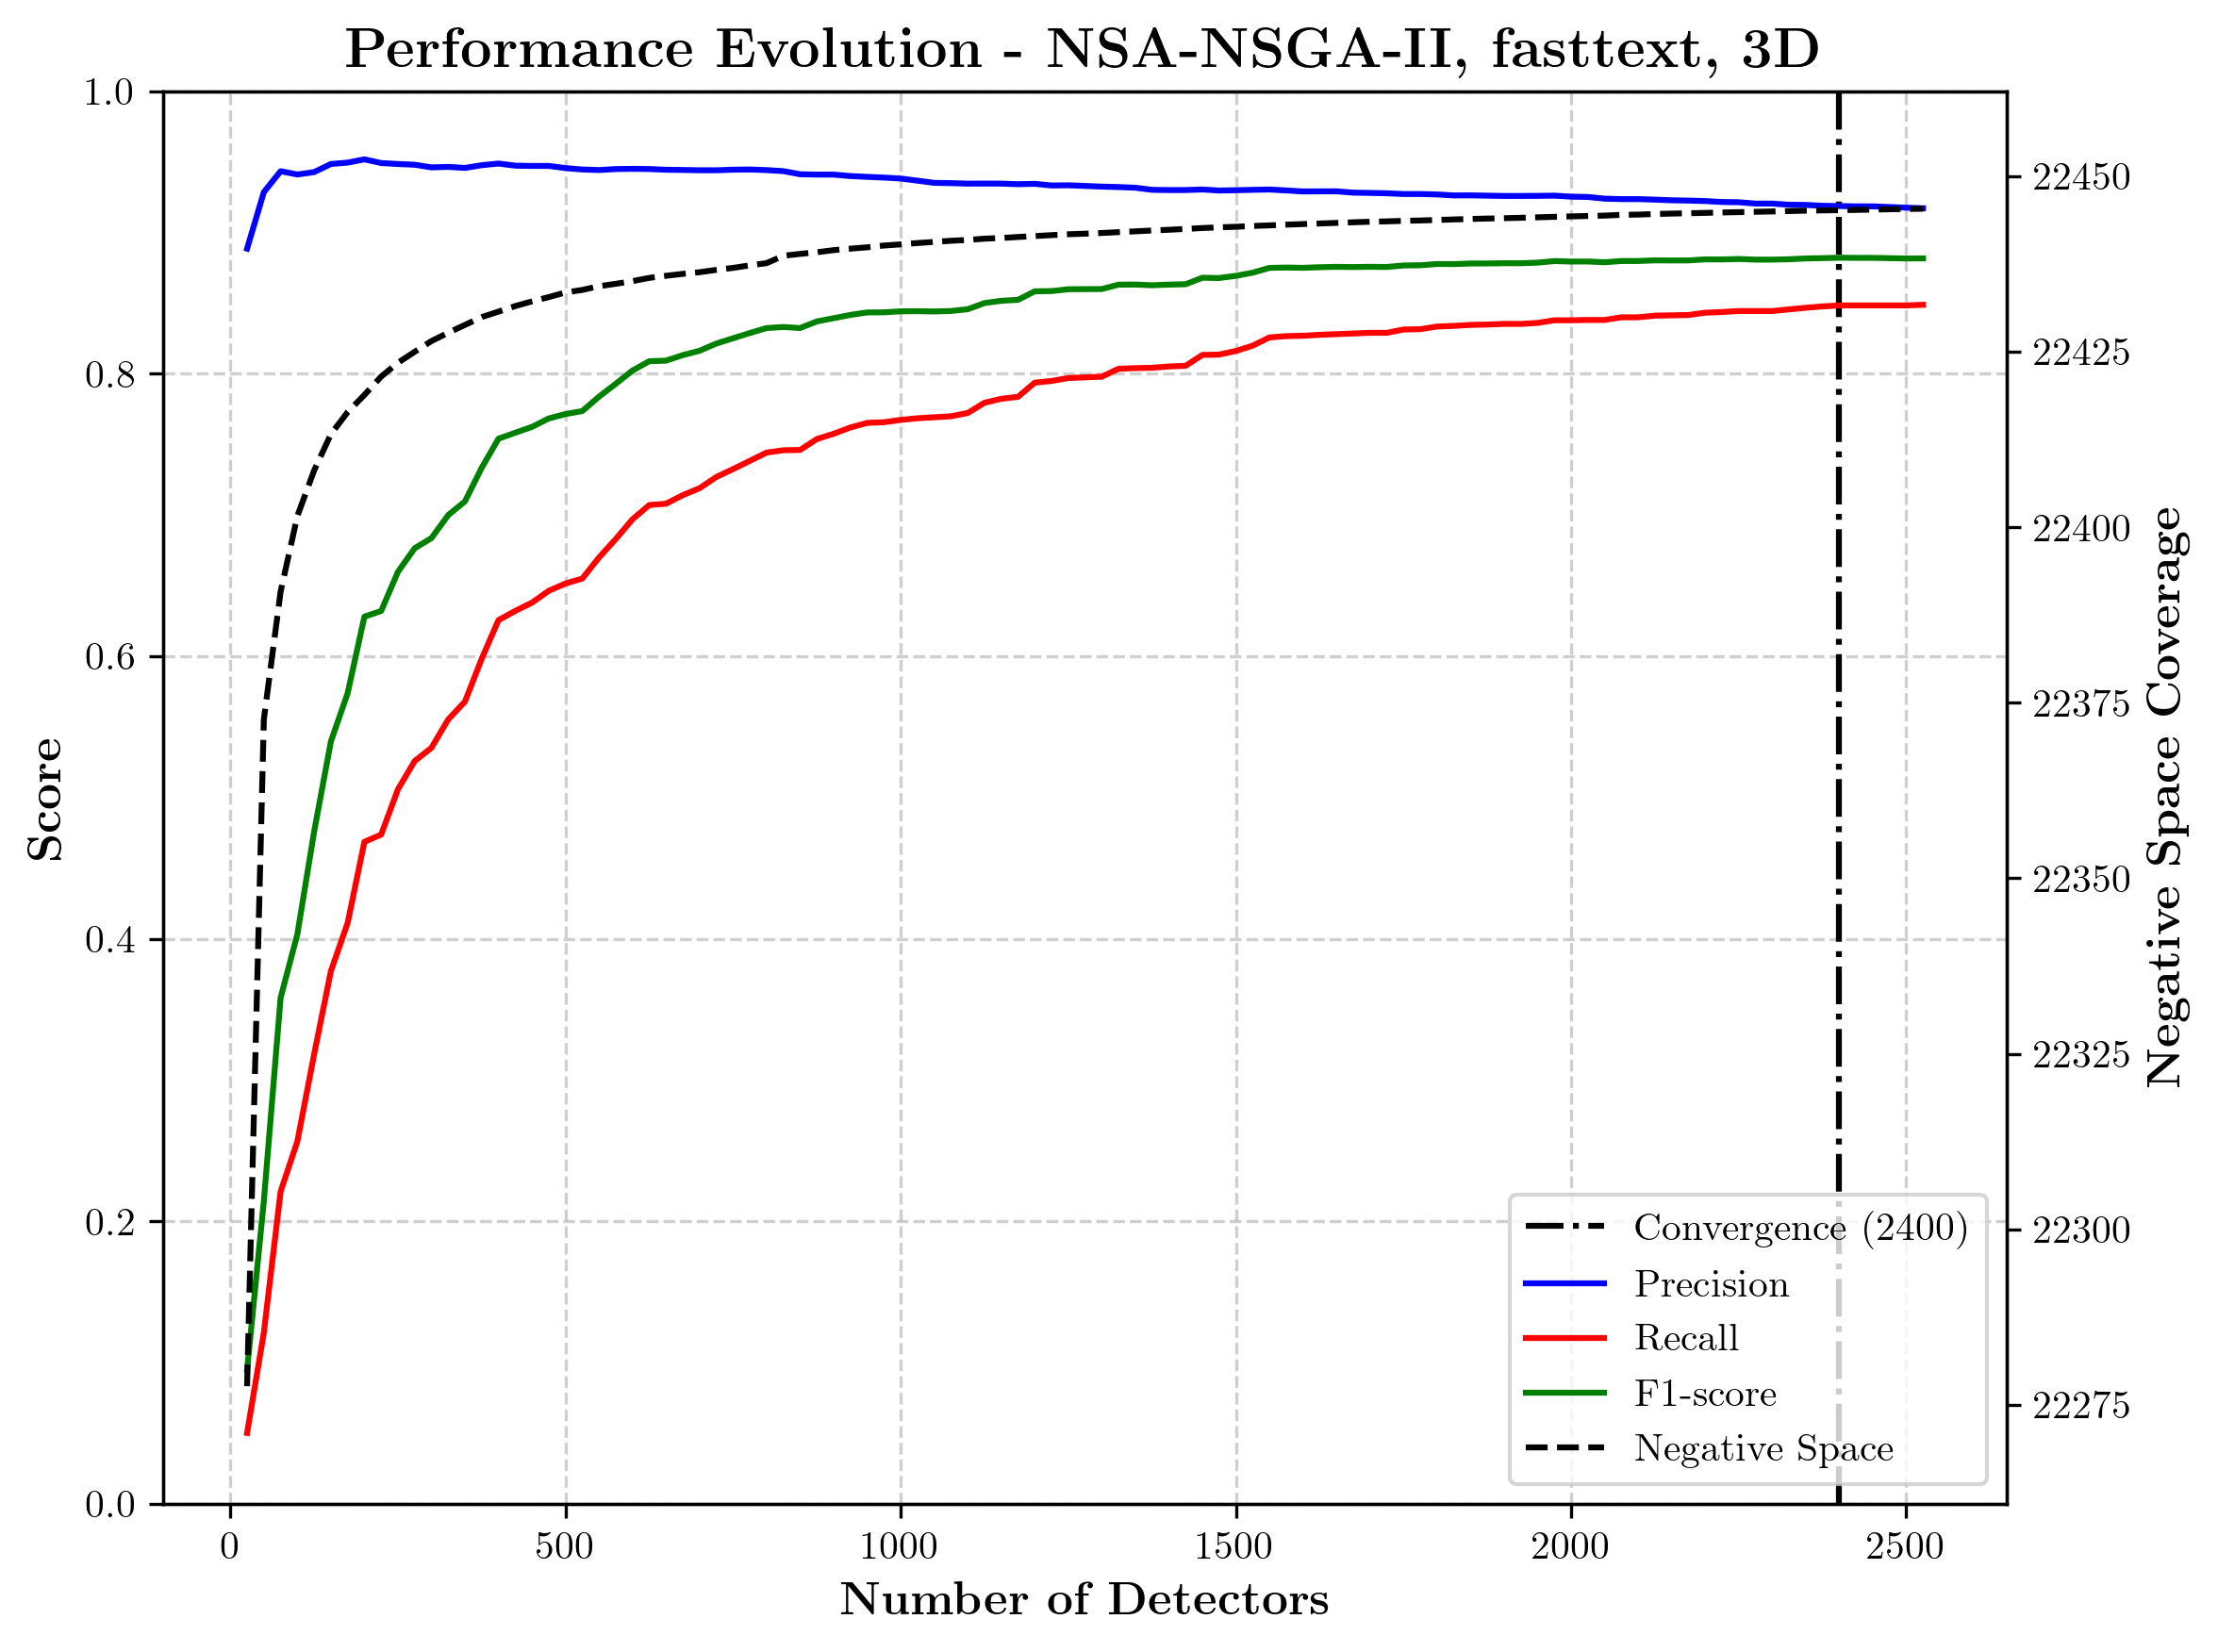 Performance Evolution - NSA-NSGA-II, fasttext, 3D
1.0
0.8
0.6
0.4
0.2
0.0
Score
22450
22425
22400
22375
22350
22325
22300
22275
Negative Space Coverage
Convergence (2400)
Precision
Recall
F1-score
Negative Space
0
500
1000
1500
2000
2500
Number of Detectors